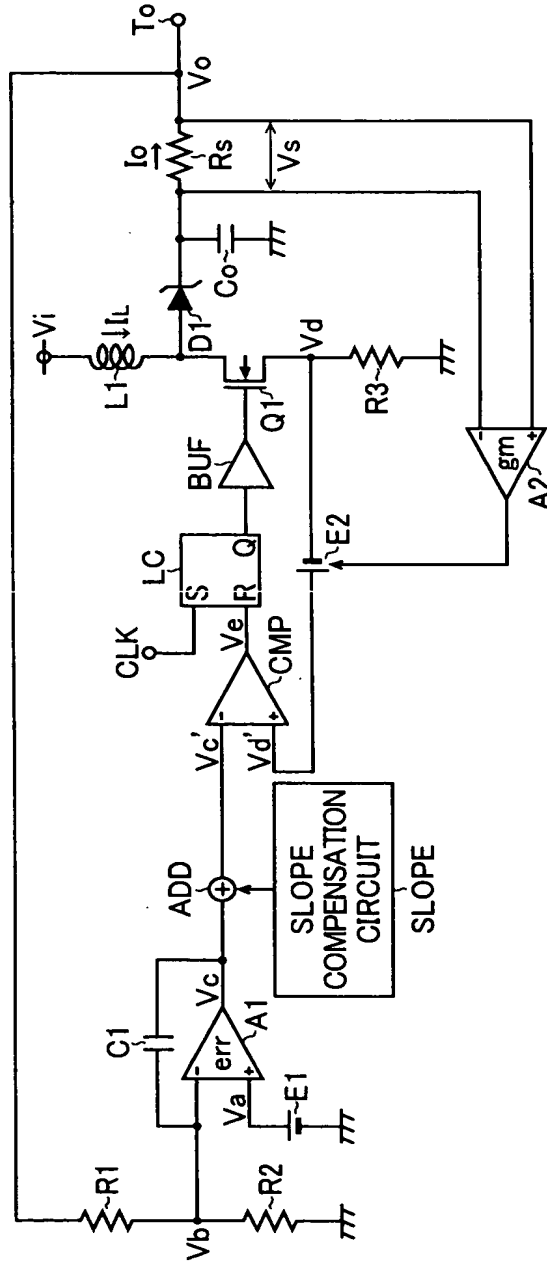 To
Vo
Io
Rs
Vs
Co
Vi
IL
L1
D1
Q1
Vd
R3
BUF
LC
S
R
Q
CLK
Ve
CMP
-
+
E2
-
+
gm
A2
Vc'
Vd'
ADD
+
SLOPE
COMPENSATION
CIRCUIT
SLOPE
C1
Vc
err
-
+
A1
Va
E1
R1
Vb
R2